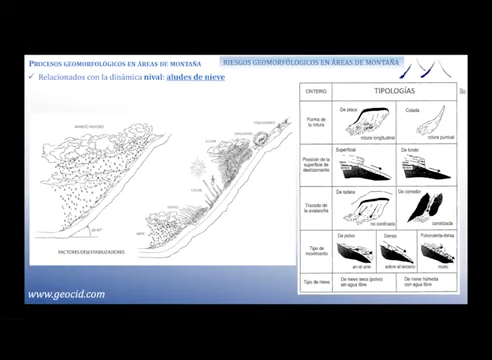 PROCESOS GEOMORFOLÓGICOS EN ÁREAS DE MONTAÑA
RIESGOS GEOMORFÓLOGICOS EN ÁREAS DE MONTAÑA
✓ Relacionados con la dinámica nival: aludes de nieve
MANTO NIVOSO
FACTORES DESESTABILIZADORES
CRITERIO
TIPOLOGÍAS
Forma de la rotura
De placa
rotura longitudinal
Colada
rotura puntual
Posición de la superficie de deslizamiento
Superficial
De fondo
Trazado de la avalancha
De ladera
no confinada
De corredor
canalizada
Tipo de movimiento
De polvo
en el aire
Densa
sobre el terreno
Pulverulenta-densa
mixto
Tipo de nieve
De nieve seca (polvo) sin agua libre
De nieve húmeda con agua libre
www.geocid.com